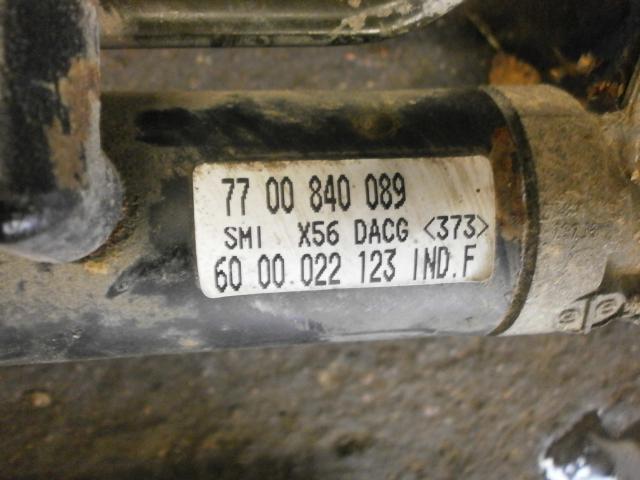 77 00 840 089
SMI X56 DACG <373>
60 00 022 123 IND.F